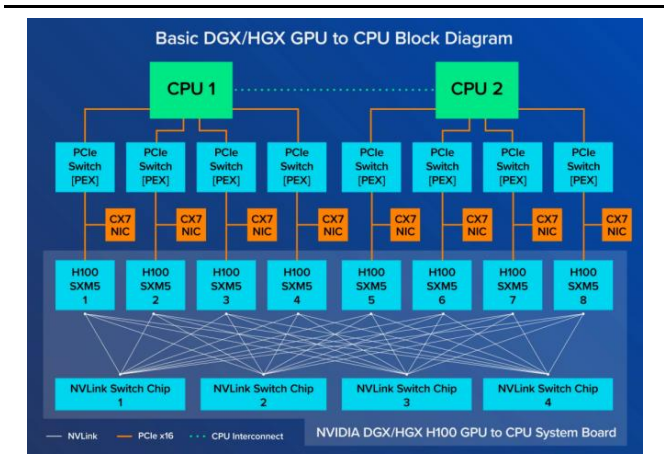 Basic DGX/HGX GPU to CPU Block Diagram
CPU 1
CPU 2
PCIe
Switch
[PEX]
PCIe
Switch
[PEX]
PCIe
Switch
[PEX]
PCIe
Switch
[PEX]
PCIe
Switch
[PEX]
PCIe
Switch
[PEX]
PCIe
Switch
[PEX]
PCIe
Switch
[PEX]
CX7
NIC
CX7
NIC
CX7
NIC
CX7
NIC
CX7
NIC
CX7
NIC
CX7
NIC
CX7
NIC
H100
SXM5
1
H100
SXM5
2
H100
SXM5
3
H100
SXM5
4
H100
SXM5
5
H100
SXM5
6
H100
SXM5
7
H100
SXM5
8
NVLink Switch Chip
1
NVLink Switch Chip
2
NVLink Switch Chip
3
NVLink Switch Chip
4
NVLink
PCIe x16
CPU Interconnect
NVIDIA DGX/HGX H100 GPU to CPU System Board